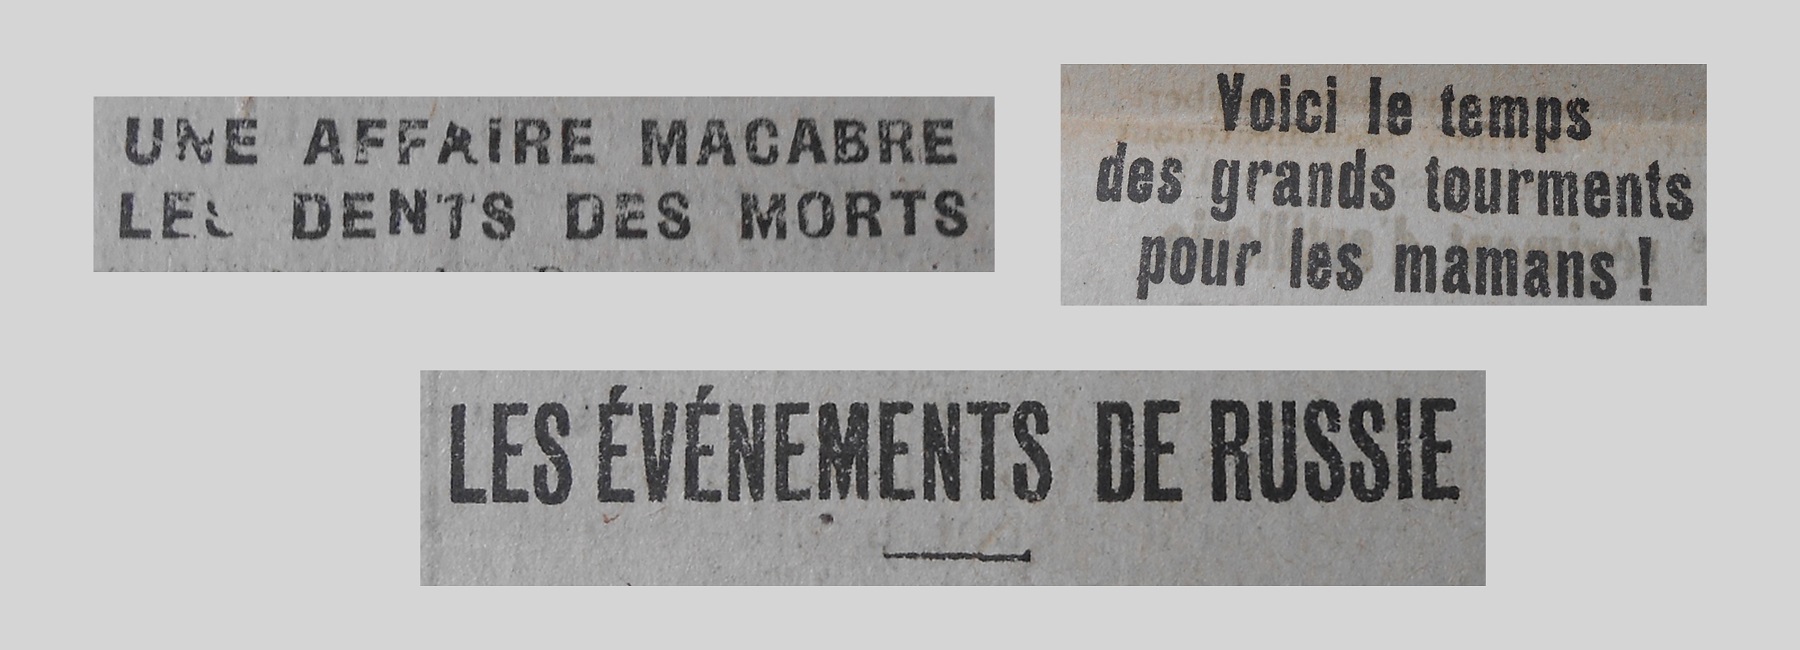 UNE AFFAIRE MACABRE
LES DENTS DES MORTS
Voici le temps
des grands tourments
pour les mamans !
LES ÉVÉNEMENTS DE RUSSIE